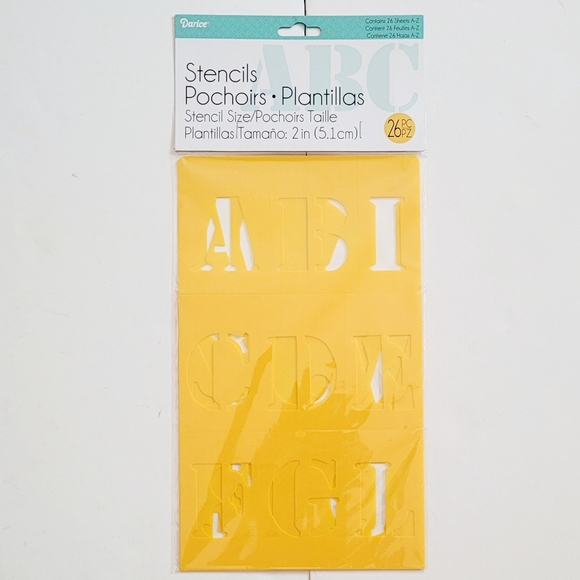 Darice
Contains 26 Sheets A-Z
Contient 26 Feuilles A-Z
Contiene 26 Hojas A-Z
ABC
Stencils
Pochoirs • Plantillas
Stencil Size/Pochoirs Taille
Plantillas Tamaño: 2 in (5.1cm)
26 PC PZ
A B I
C D E
F G L